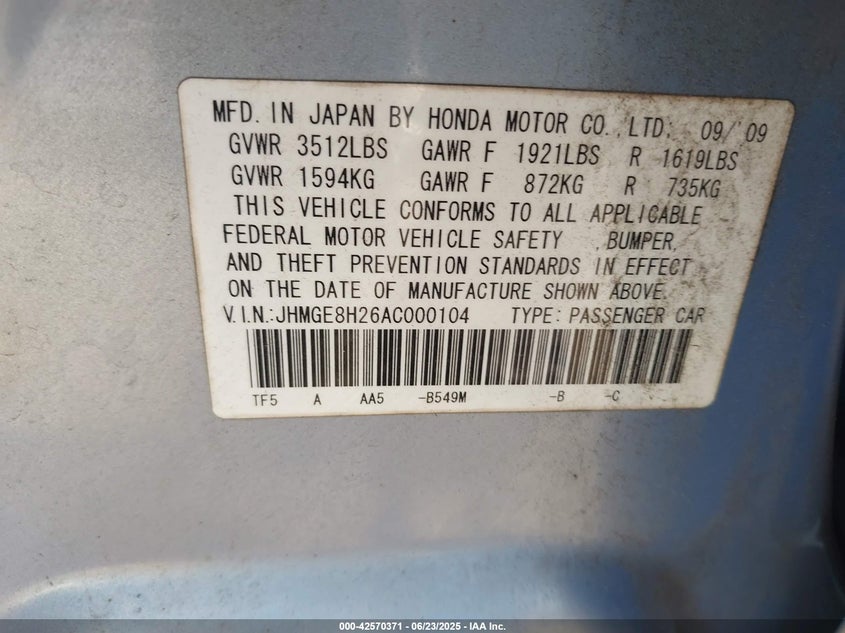 MFD. IN JAPAN BY HONDA MOTOR CO.,LTD. 09/'09
GVWR 3512LBS GAWR F 1921LBS R 1619LBS
GVWR 1594KG GAWR F 872KG R 735KG
THIS VEHICLE CONFORMS TO ALL APPLICABLE
FEDERAL MOTOR VEHICLE SAFETY ,BUMPER,
AND THEFT PREVENTION STANDARDS IN EFFECT
ON THE DATE OF MANUFACTURE SHOWN ABOVE.
V.I.N.:JHMGE8H26AC000104 TYPE: PASSENGER CAR
TF5 A AA5 -B549M -B -C
000-42570371 - 06/23/2025 - IAA Inc.